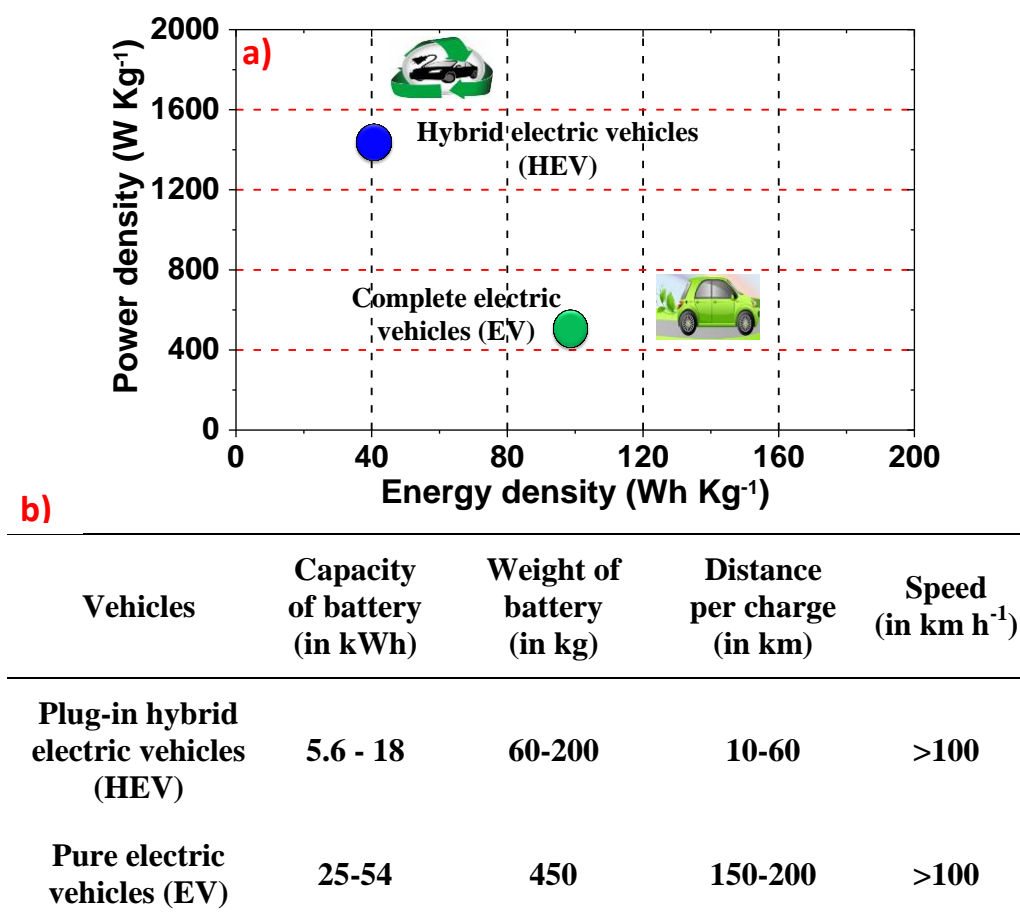 a)
2000
1600
1200
800
400
0
Power density (W Kg⁻¹)
Hybrid electric vehicles
(HEV)
Complete electric
vehicles (EV)
0 40 80 120 160 200
Energy density (Wh Kg⁻¹)
b)
Vehicles Capacity of battery (in kWh) Weight of battery (in kg) Distance per charge (in km) Speed (in km h⁻¹)
Plug-in hybrid electric vehicles (HEV) 5.6 - 18 60-200 10-60 >100
Pure electric vehicles (EV) 25-54 450 150-200 >100